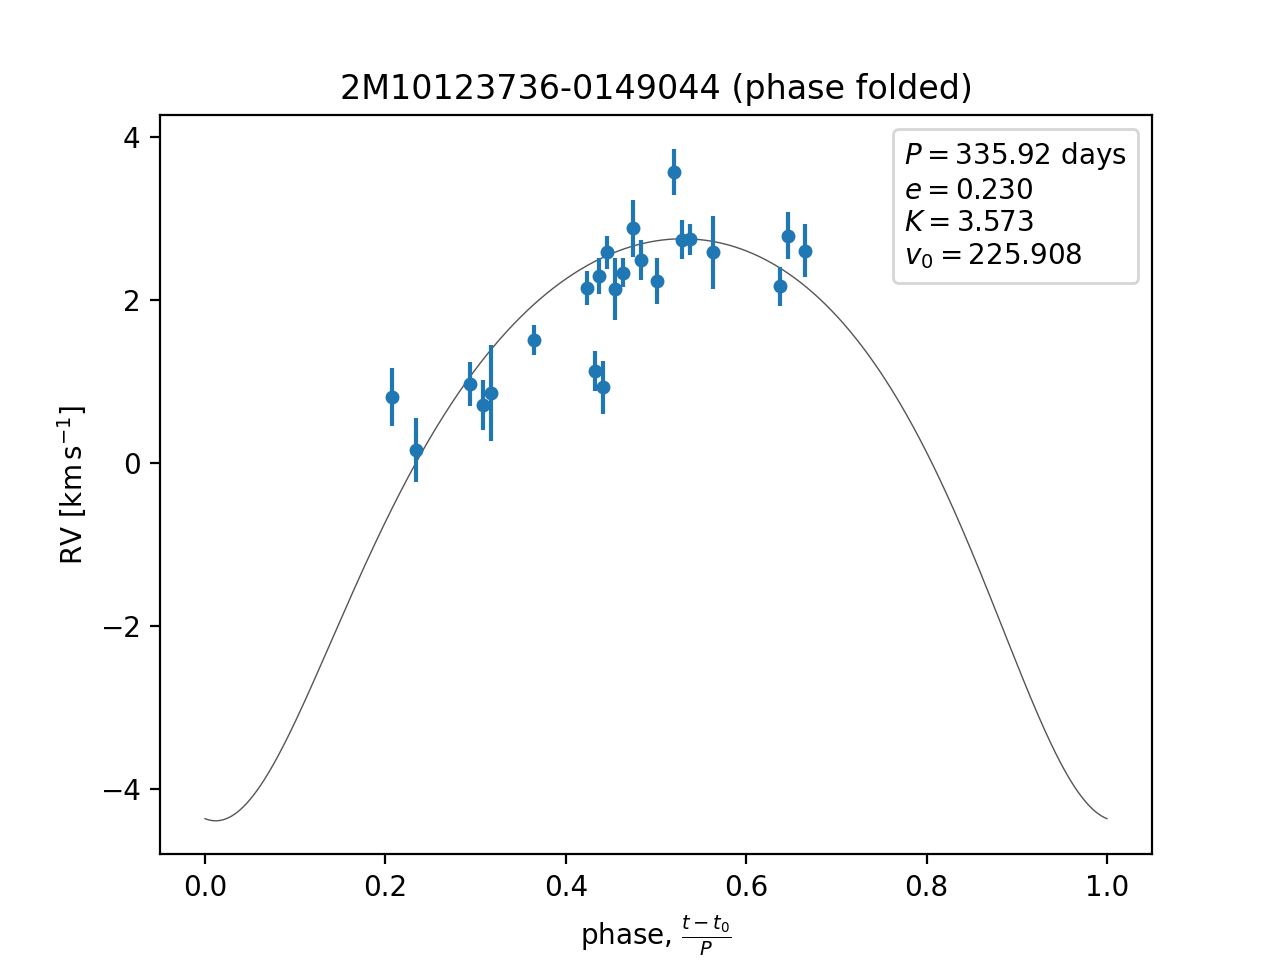 2M10123736-0149044 (phase folded)
P = 335.92 days
e = 0.230
K = 3.573
v₀ = 225.908
4
2
0
−2
−4
RV [km s⁻¹]
0.0 0.2 0.4 0.6 0.8 1.0
phase, (t − t₀)/P